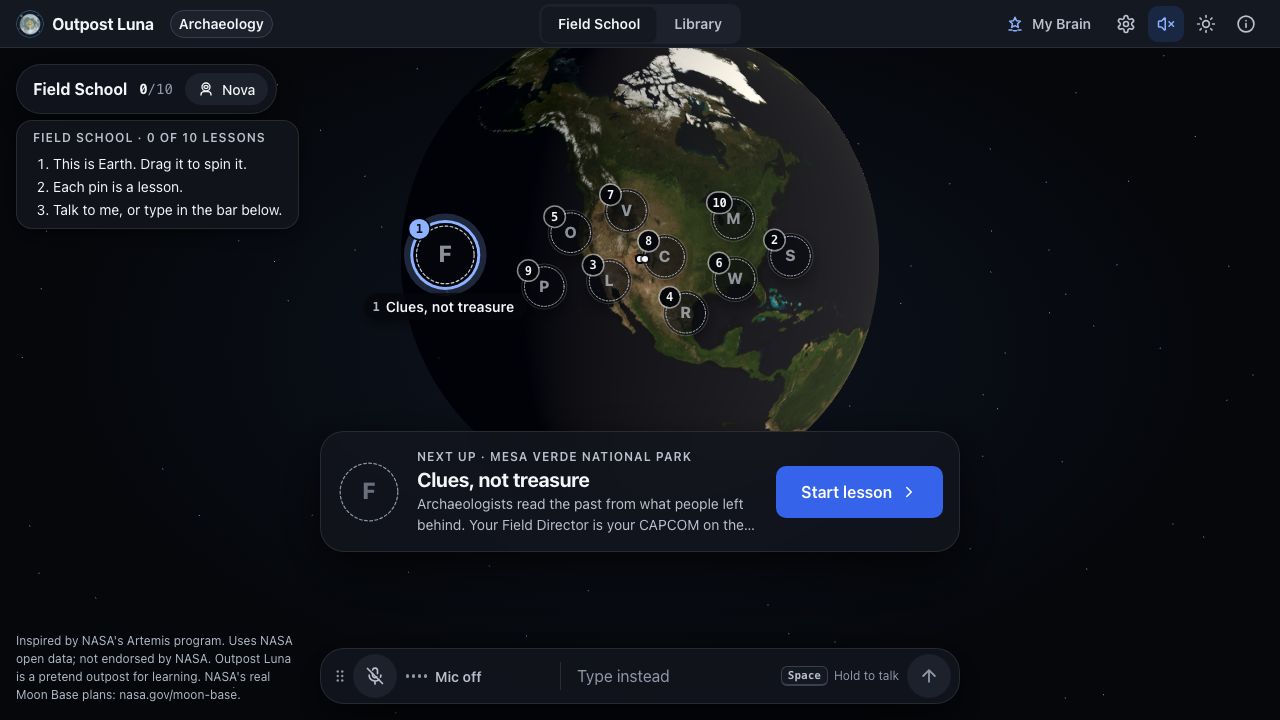 Outpost Luna
Archaeology
Field School
Library
My Brain
Field School 0/10
Nova
FIELD SCHOOL · 0 OF 10 LESSONS
1. This is Earth. Drag it to spin it.
2. Each pin is a lesson.
3. Talk to me, or type in the bar below.
7
V
10
M
5
O
1
F
8
C
2
S
3
L
6
W
9
P
4
R
1 Clues, not treasure
NEXT UP · MESA VERDE NATIONAL PARK
F
Clues, not treasure
Archaeologists read the past from what people left
behind. Your Field Director is your CAPCOM on the…
Start lesson
Inspired by NASA's Artemis program. Uses NASA
open data; not endorsed by NASA. Outpost Luna
is a pretend outpost for learning. NASA's real
Moon Base plans: nasa.gov/moon-base.
Mic off
Type instead
Space Hold to talk